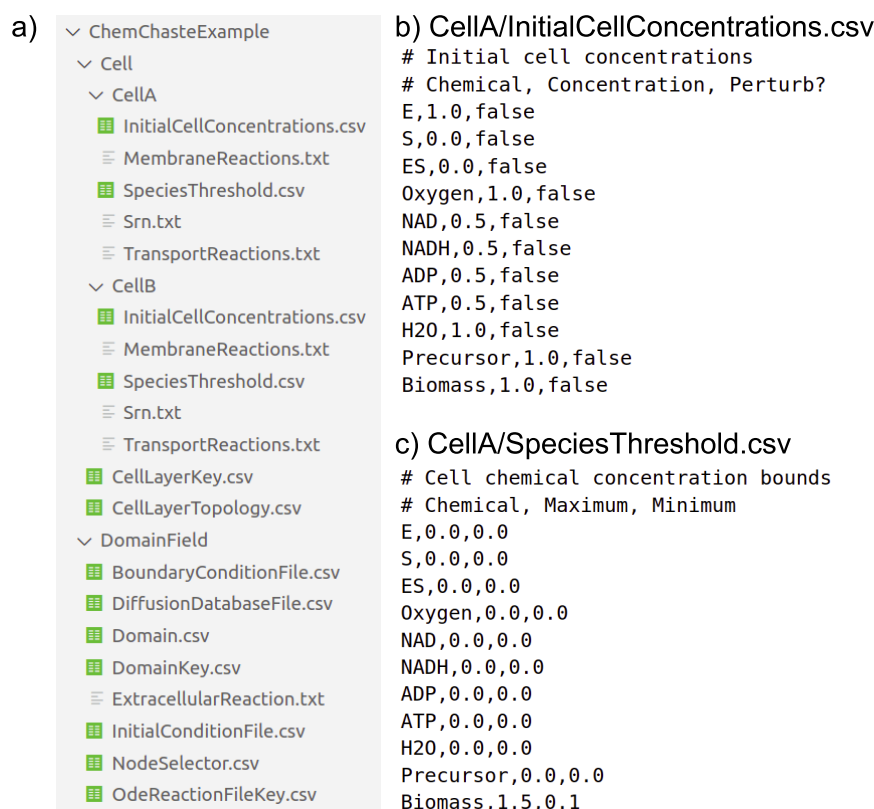 a)
ChemChasteExample
Cell
CellA
InitialCellConcentrations.csv
MembraneReactions.txt
SpeciesThreshold.csv
Srn.txt
TransportReactions.txt
CellB
InitialCellConcentrations.csv
MembraneReactions.txt
SpeciesThreshold.csv
Srn.txt
TransportReactions.txt
CellLayerKey.csv
CellLayerTopology.csv
DomainField
BoundaryConditionFile.csv
DiffusionDatabaseFile.csv
Domain.csv
DomainKey.csv
ExtracellularReaction.txt
InitialConditionFile.csv
NodeSelector.csv
OdeReactionFileKey.csv
b) CellA/InitialCellConcentrations.csv
# Initial cell concentrations
# Chemical, Concentration, Perturb?
E,1.0,false
S,0.0,false
ES,0.0,false
Oxygen,1.0,false
NAD,0.5,false
NADH,0.5,false
ADP,0.5,false
ATP,0.5,false
H2O,1.0,false
Precursor,1.0,false
Biomass,1.0,false
c) CellA/SpeciesThreshold.csv
# Cell chemical concentration bounds
# Chemical, Maximum, Minimum
E,0.0,0.0
S,0.0,0.0
ES,0.0,0.0
Oxygen,0.0,0.0
NAD,0.0,0.0
NADH,0.0,0.0
ADP,0.0,0.0
ATP,0.0,0.0
H2O,0.0,0.0
Precursor,0.0,0.0
Biomass,1.5,0.1